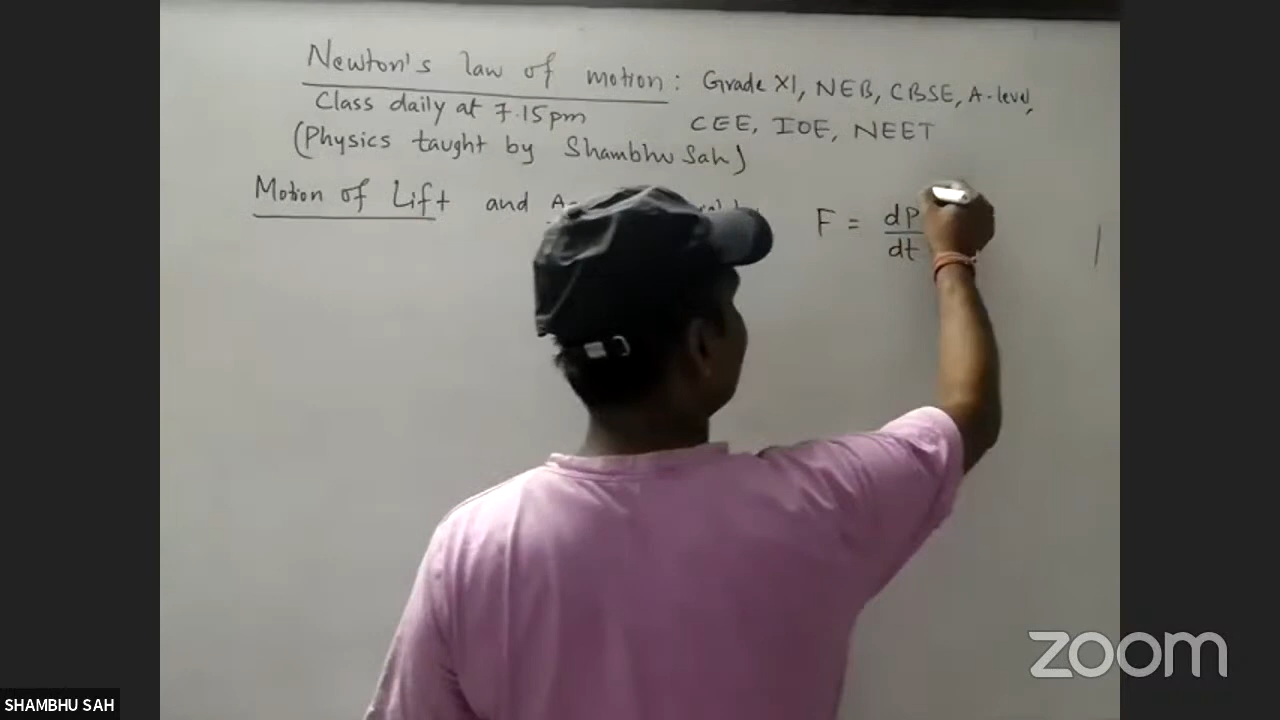 Newton's law of motion : Grade XI, NEB, CBSE, A-level,
CEE, IOE, NEET
Class daily at 7.15pm
(Physics taught by Shambhu Sah)
Motion of Lift and
F = dP/dt
zoom
SHAMBHU SAH